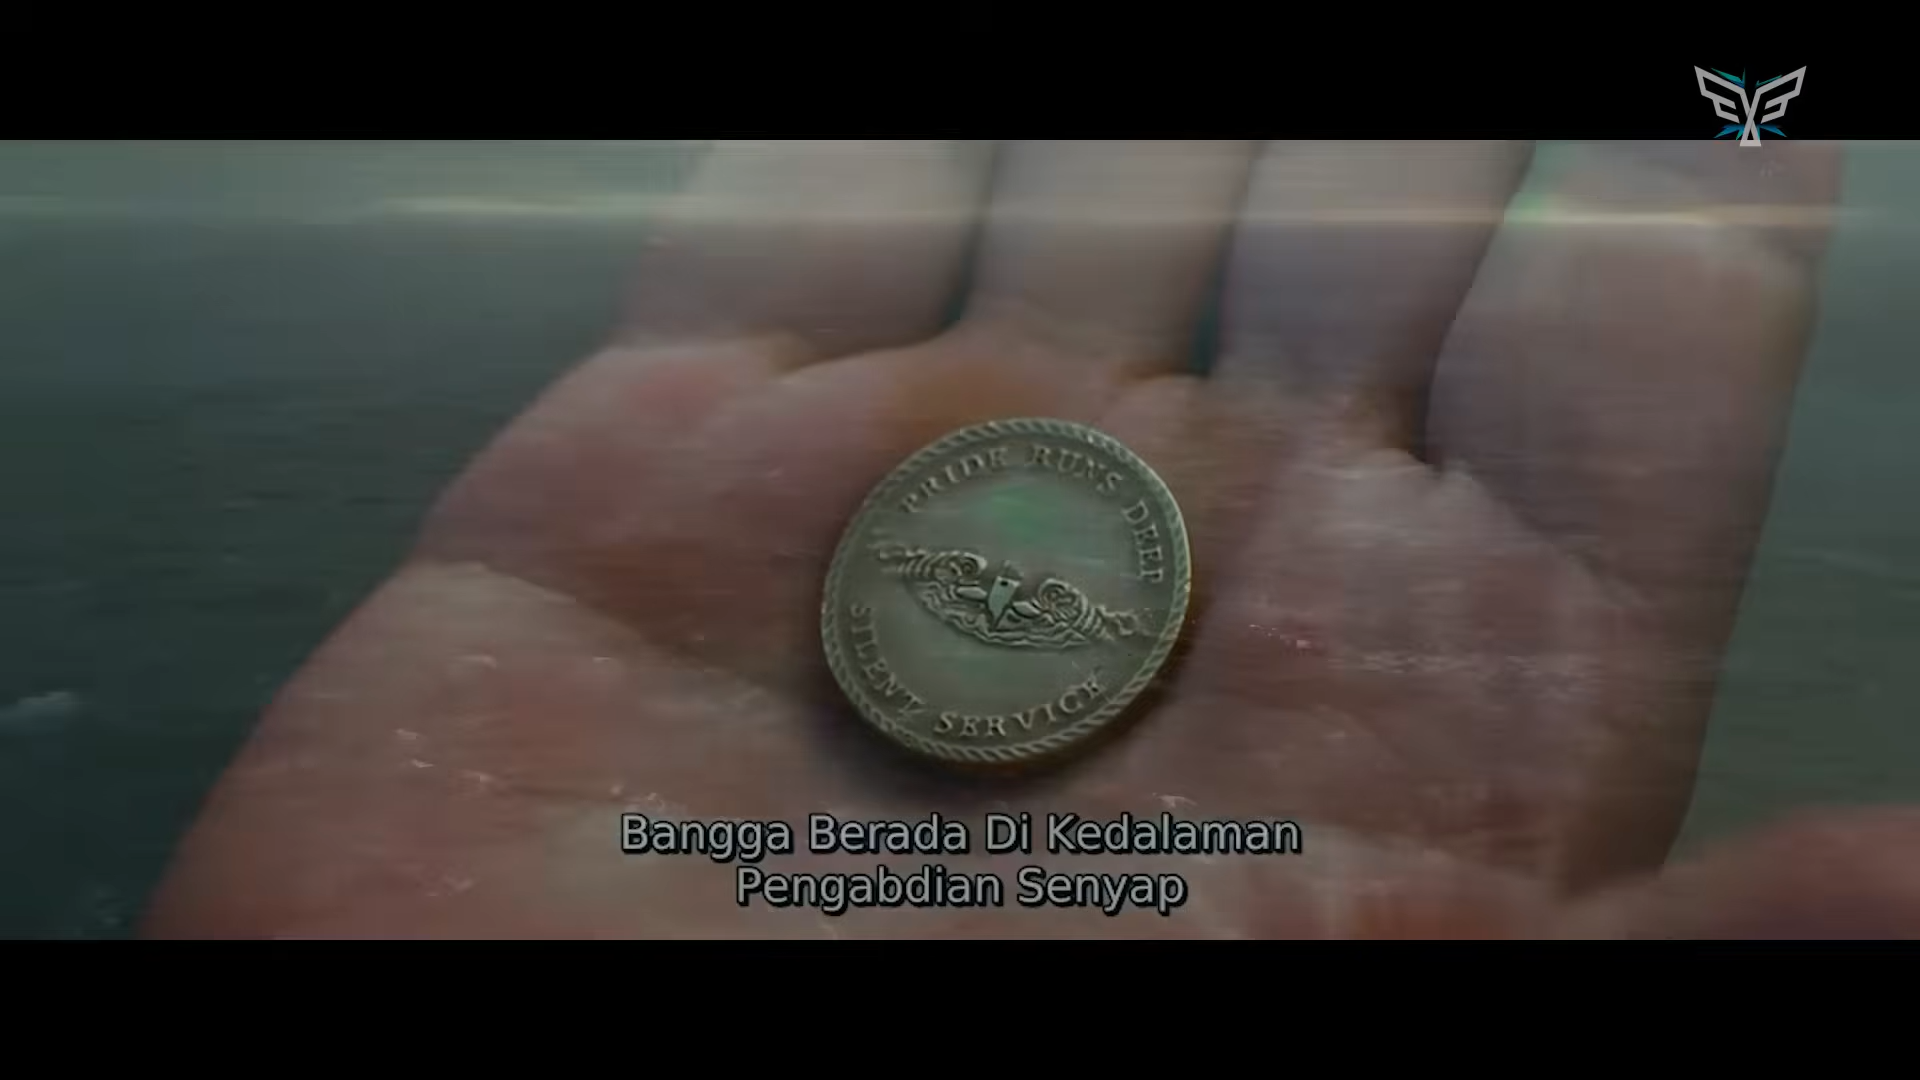 PRIDE RUNS DEEP
SILENT SERVICE
Bangga Berada Di Kedalaman
Pengabdian Senyap